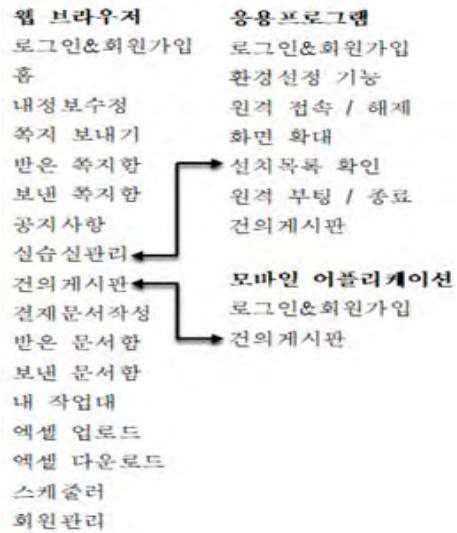 웹 브라우저
로그인&회원가입
홈
내정보수정
쪽지 보내기
받은 쪽지함
보낸 쪽지함
공지사항
실습실관리
건의게시판
결제문서작성
받은 문서함
보낸 문서함
내 작업대
엑셀 업로드
엑셀 다운로드
스케줄러
회원관리
응용프로그램
로그인&회원가입
환경설정 기능
원격 접속 / 해제
화면 확대
설치목록 확인
원격 부팅 / 종료
건의게시판
모바일 어플리케이션
로그인&회원가입
건의게시판